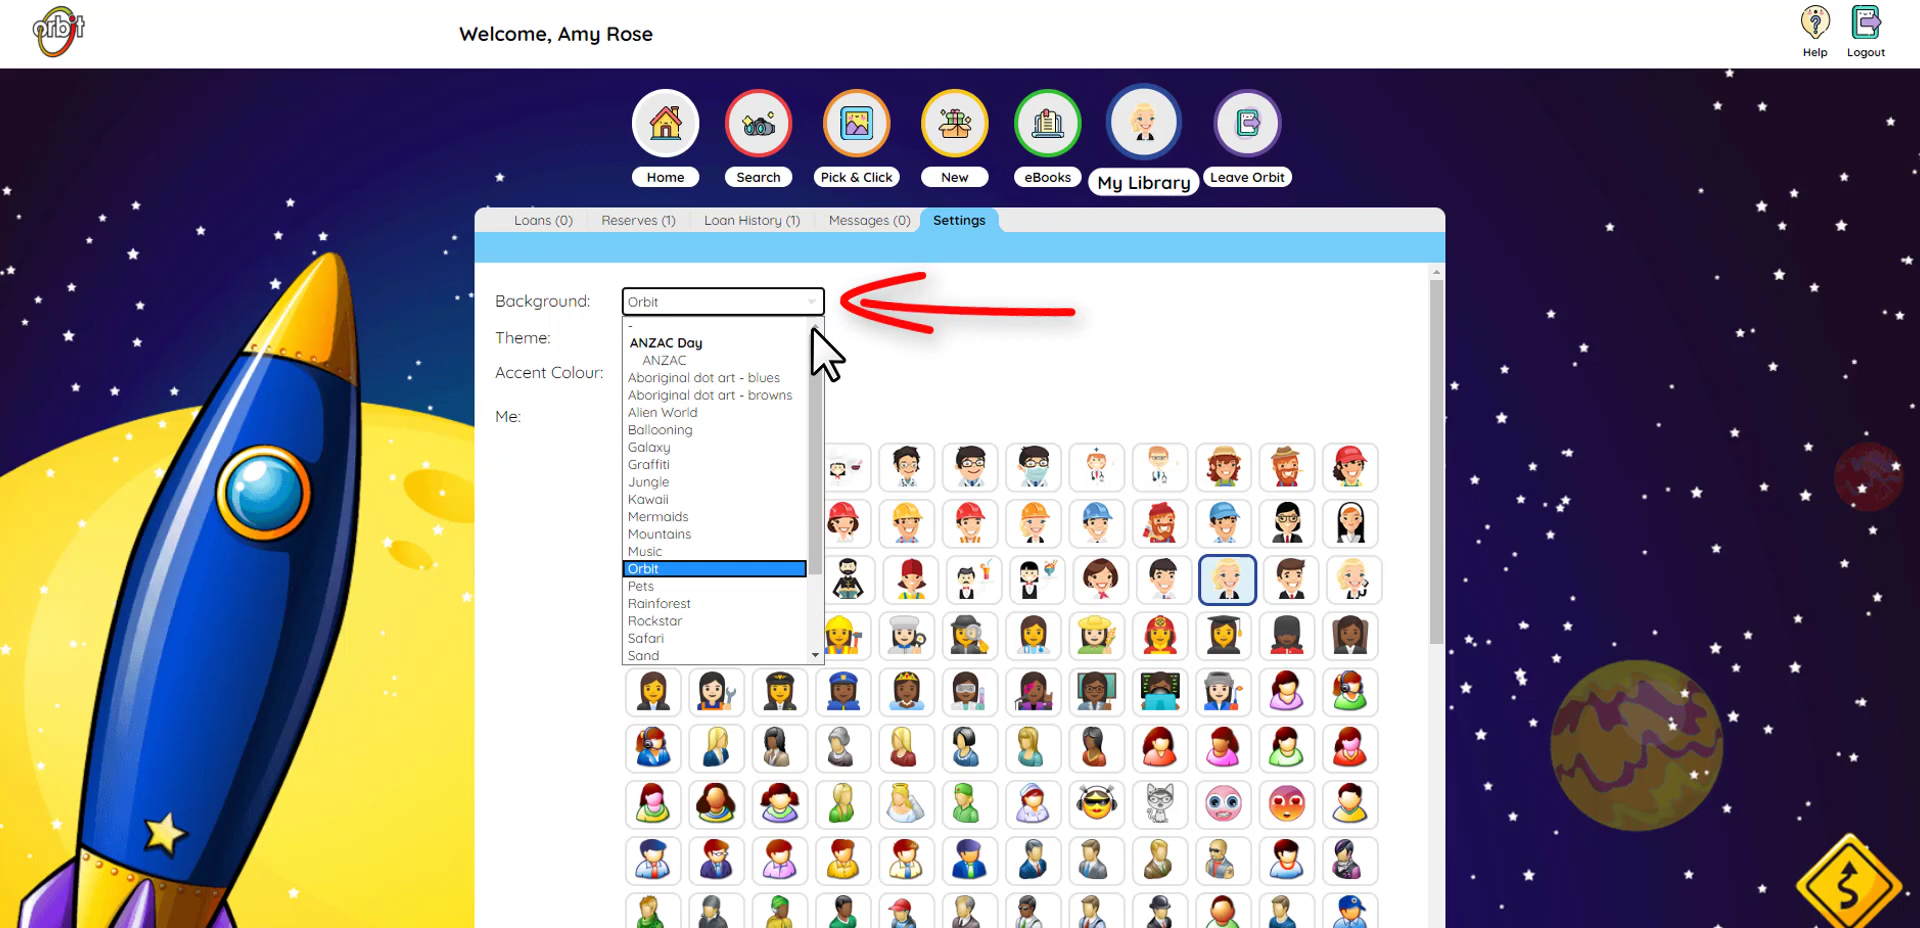 orbit
Welcome, Amy Rose
Help
Logout
Home
Search
Pick & Click
New
eBooks
My Library
Leave Orbit
Loans (0)
Reserves (1)
Loan History (1)
Messages (0)
Settings
Background:
Orbit
Theme:
Accent Colour:
Me:
-
ANZAC Day
ANZAC
Aboriginal dot art - blues
Aboriginal dot art - browns
Alien World
Ballooning
Galaxy
Graffiti
Jungle
Kawaii
Mermaids
Mountains
Music
Orbit
Pets
Rainforest
Rockstar
Safari
Sand